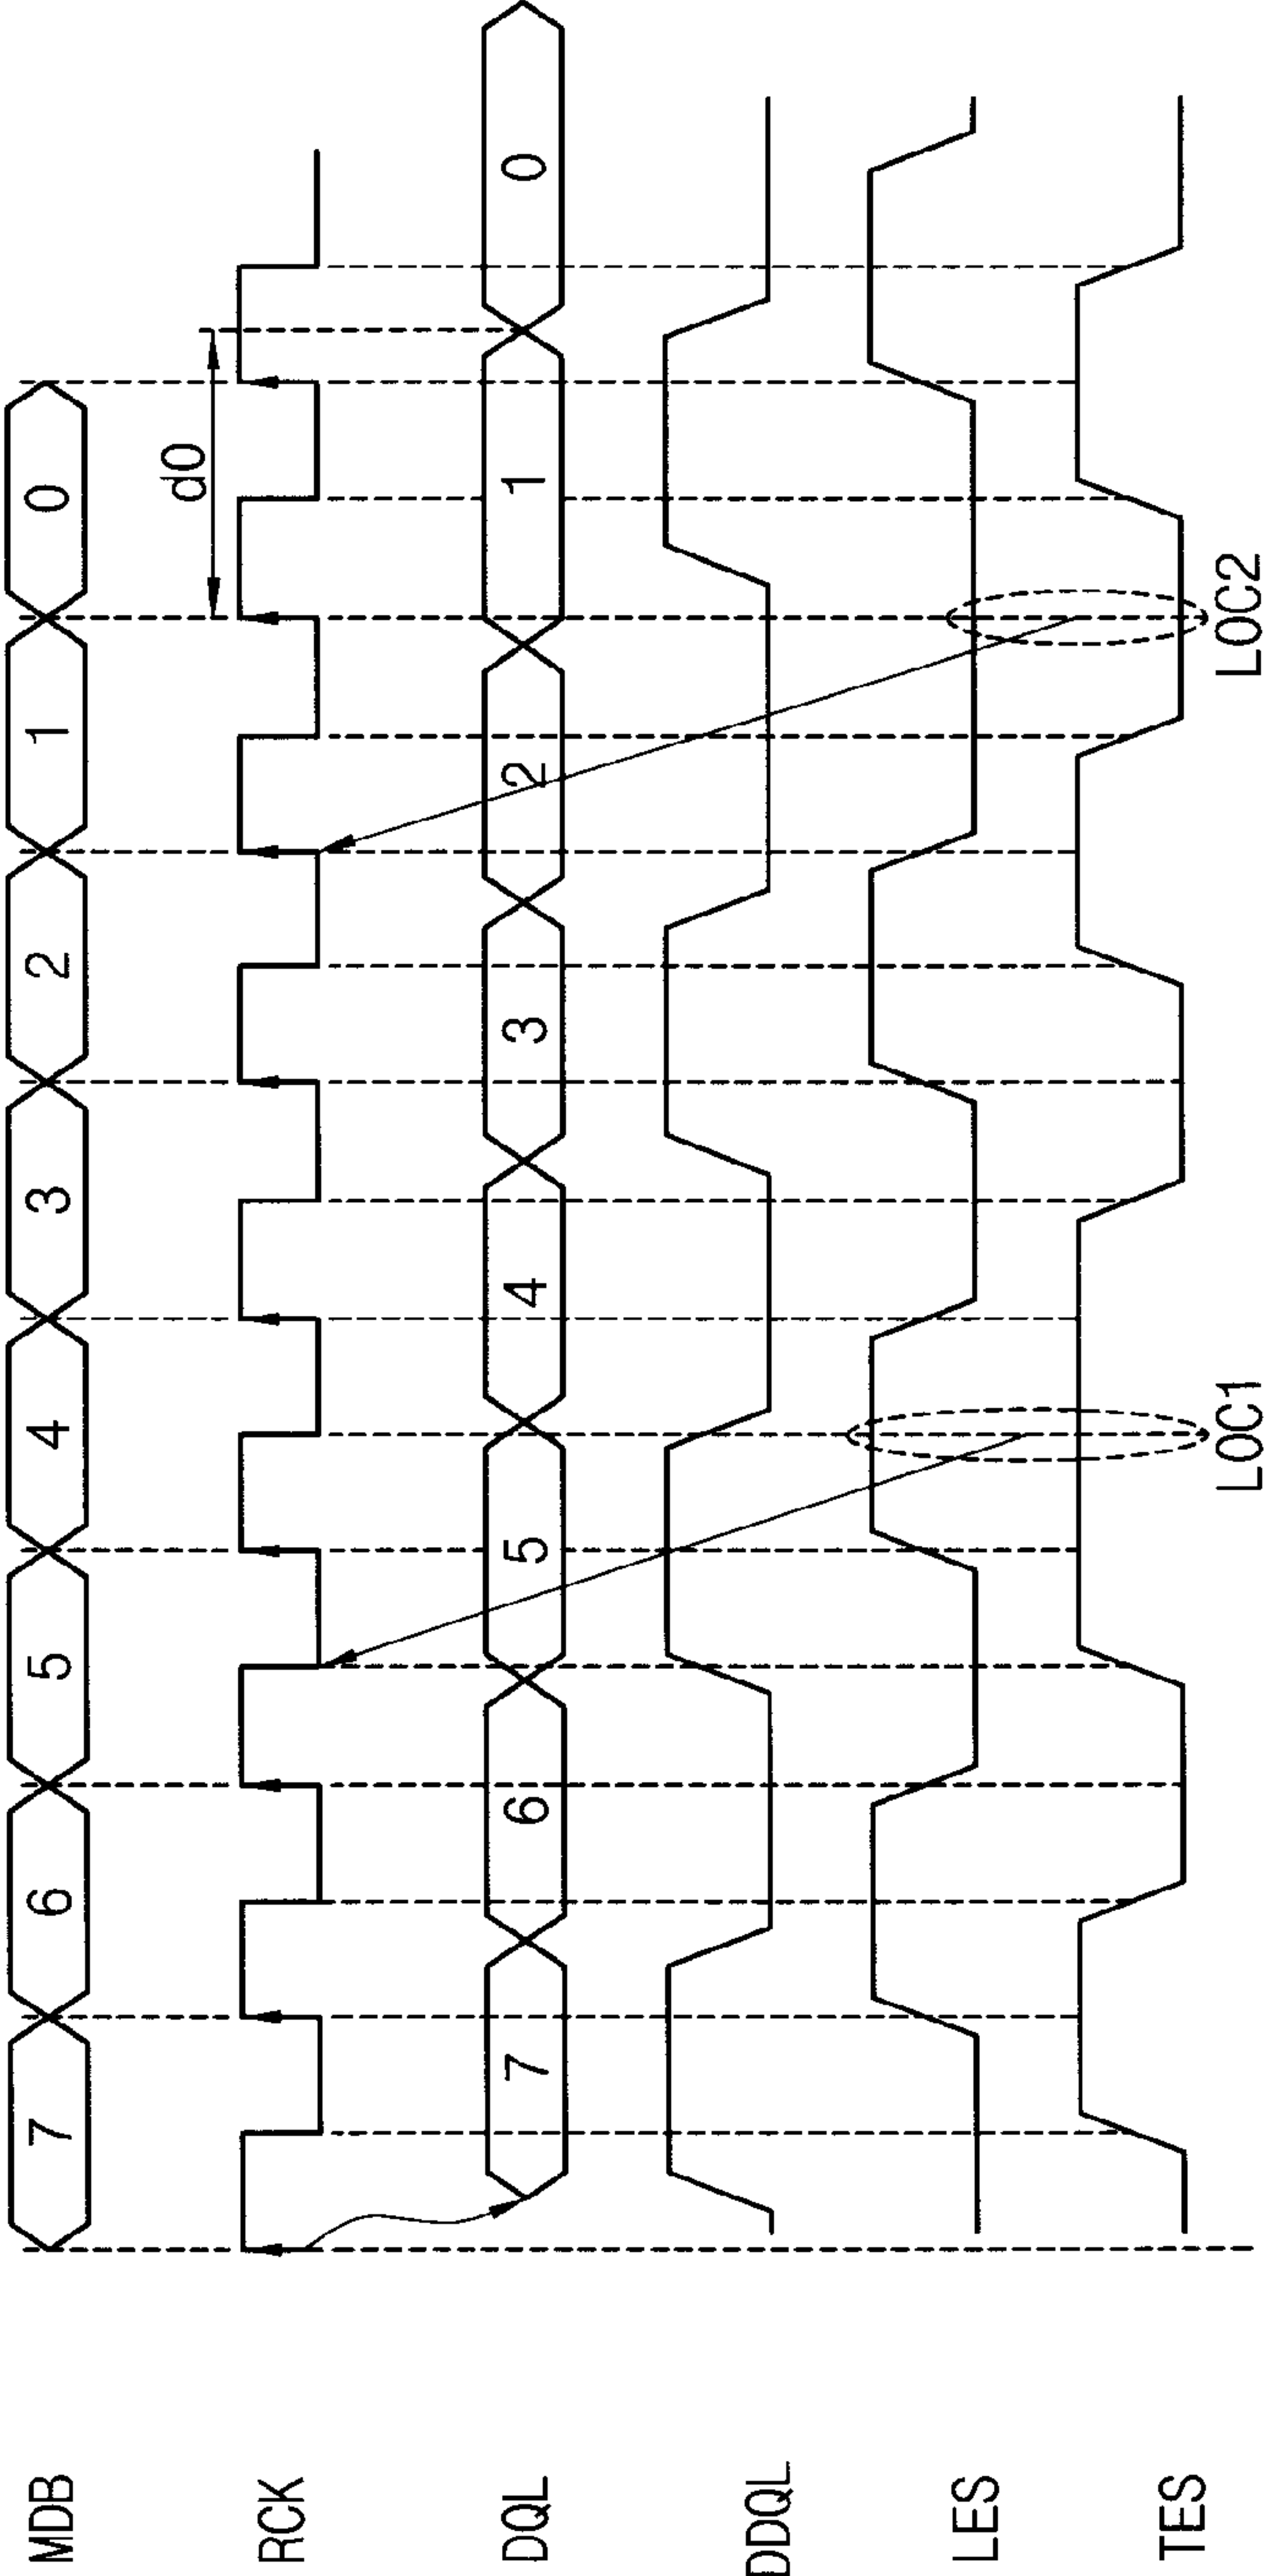 MDB 7 6 5 4 3 2 1 0
RCK d0
DQL 7 6 5 4 3 2 1 0
DDQL
LES
TES
LOC1 LOC2